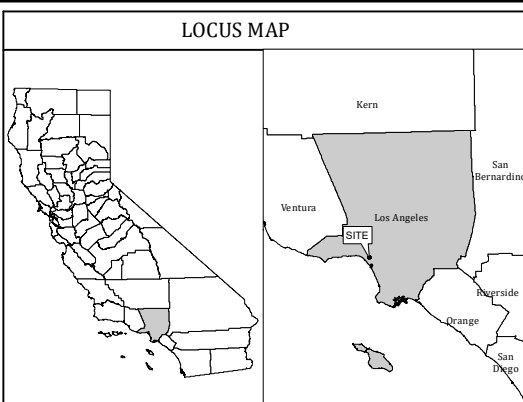 LOCUS MAP
Kern
San
Bernardino
Ventura
Los Angeles
SITE
Riverside
Orange
San
Diego